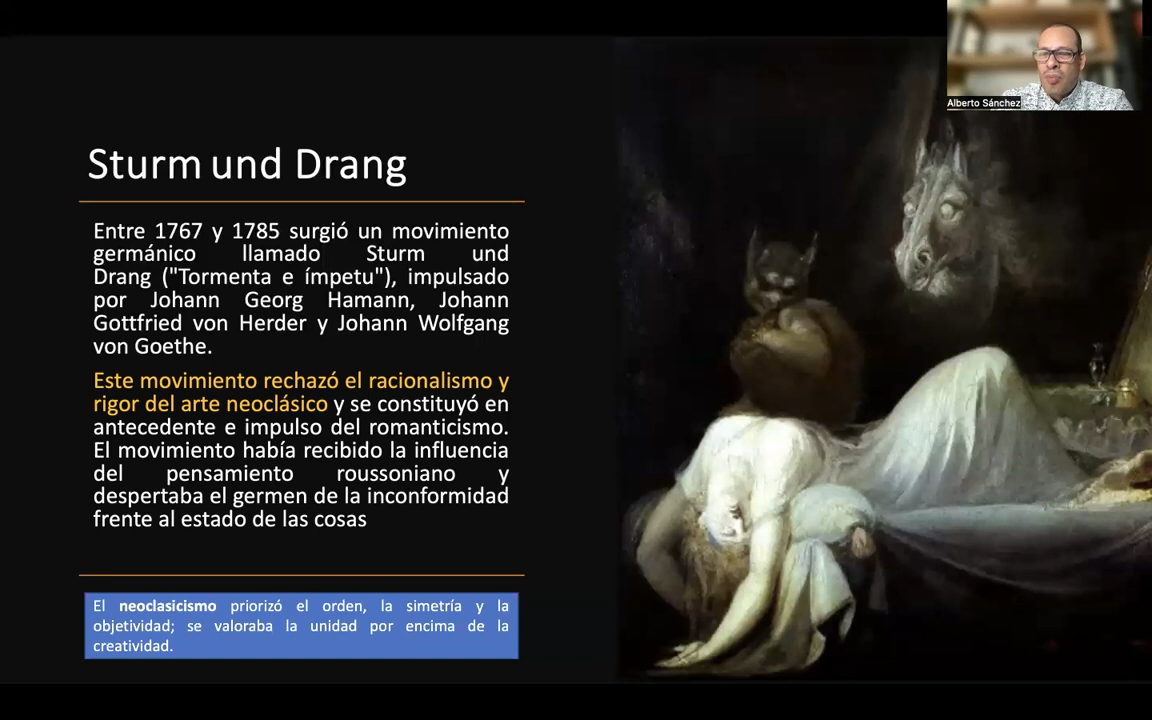 Alberto Sánchez
Sturm und Drang
Entre 1767 y 1785 surgió un movimiento
germánico llamado Sturm und
Drang ("Tormenta e ímpetu"), impulsado
por Johann Georg Hamann, Johann
Gottfried von Herder y Johann Wolfgang
von Goethe.
Este movimiento rechazó el racionalismo y
rigor del arte neoclásico y se constituyó en
antecedente e impulso del romanticismo.
El movimiento había recibido la influencia
del pensamiento roussoniano y
despertaba el germen de la inconformidad
frente al estado de las cosas
El neoclasicismo priorizó el orden, la simetría y la
objetividad; se valoraba la unidad por encima de la
creatividad.